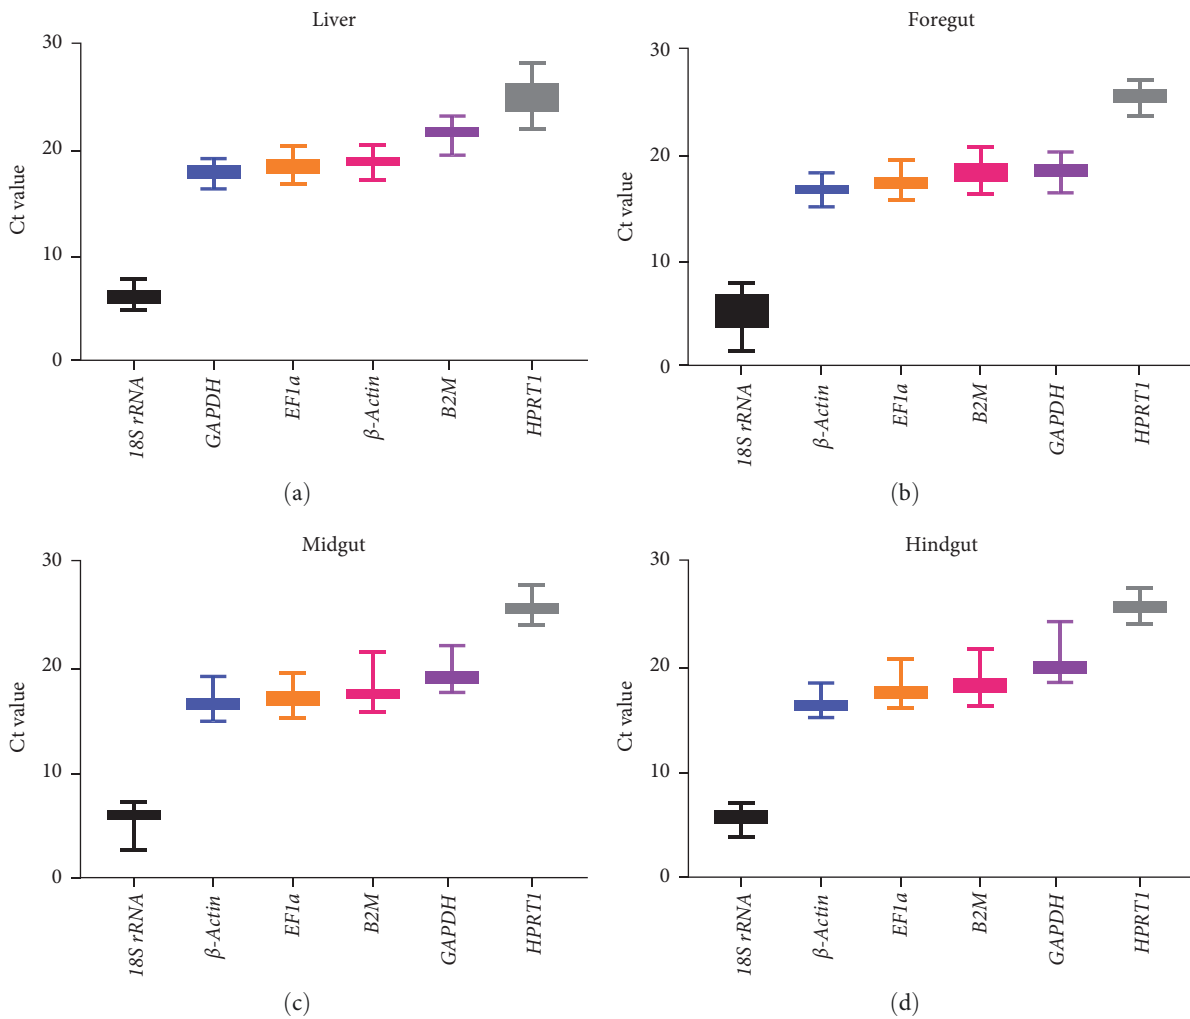 Liver
30
20
10
0
Ct value
18S rRNA
GAPDH
EF1a
β-Actin
B2M
HPRT1
(a)
Foregut
30
20
10
0
Ct value
18S rRNA
β-Actin
EF1a
B2M
GAPDH
HPRT1
(b)
Midgut
30
20
10
0
Ct value
18S rRNA
β-Actin
EF1a
B2M
GAPDH
HPRT1
(c)
Hindgut
30
20
10
0
Ct value
18S rRNA
β-Actin
EF1a
B2M
GAPDH
HPRT1
(d)